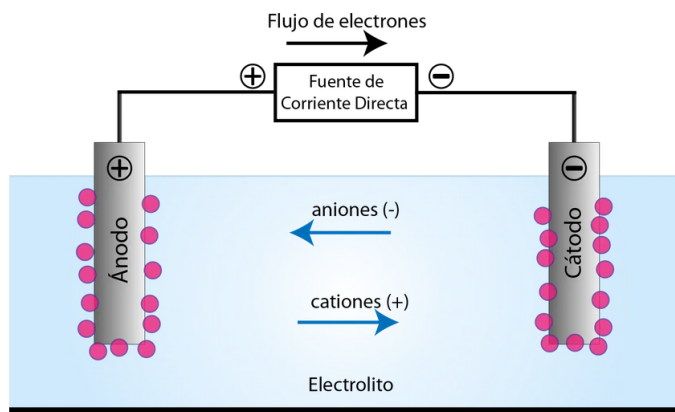 Flujo de electrones
+
Fuente de
Corriente Directa
−
+
Ánodo
−
Cátodo
aniones (-)
cationes (+)
Electrolito